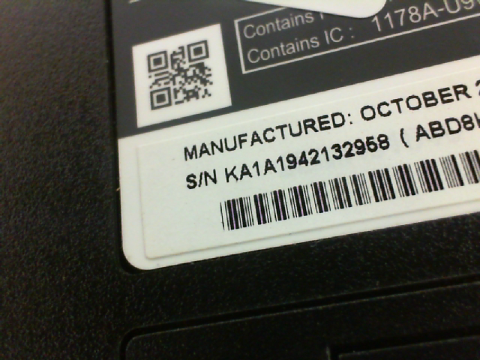 Contains
Contains IC : 1178A-U9
MANUFACTURED: OCTOBER
S/N KA1A1942132958 ( ABD8